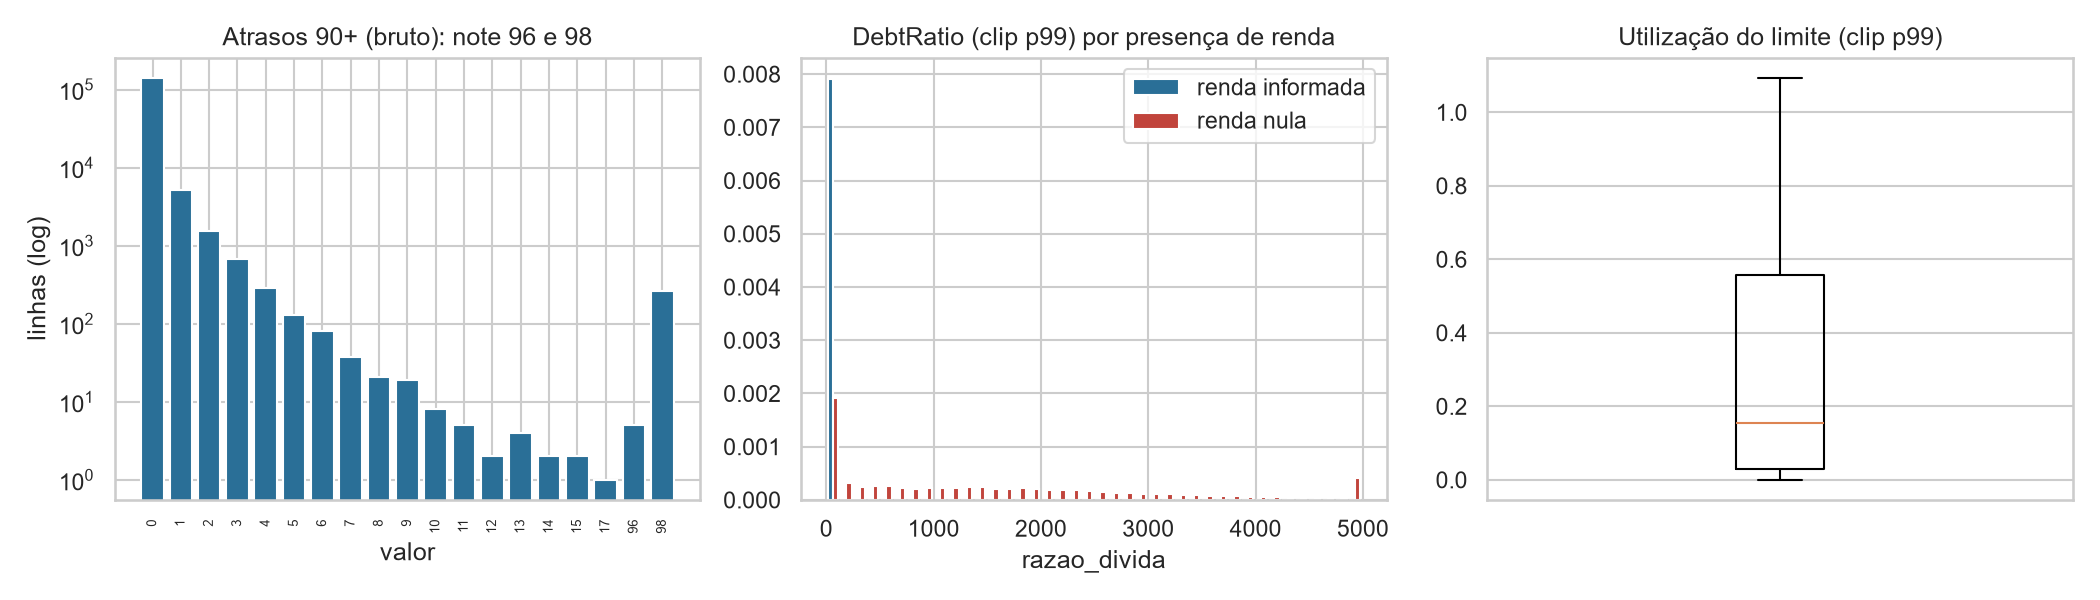 Atrasos 90+ (bruto): note 96 e 98
10^5
10^4
10^3
10^2
10^1
10^0
linhas (log)
0 1 2 3 4 5 6 7 8 9 10 11 12 13 14 15 17 96 98
valor
DebtRatio (clip p99) por presença de renda
renda informada
renda nula
0.008
0.007
0.006
0.005
0.004
0.003
0.002
0.001
0.000
0 1000 2000 3000 4000 5000
razao_divida
Utilização do limite (clip p99)
1.0
0.8
0.6
0.4
0.2
0.0